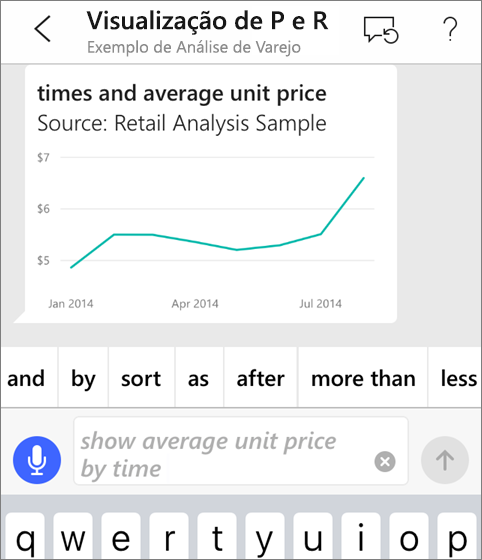 Visualização de P e R
Exemplo de Análise de Varejo
?
times and average unit price
Source: Retail Analysis Sample
$7
$6
$5
Jan 2014 Apr 2014 Jul 2014
and by sort as after more than less
show average unit price
by time
q w e r t y u i o p